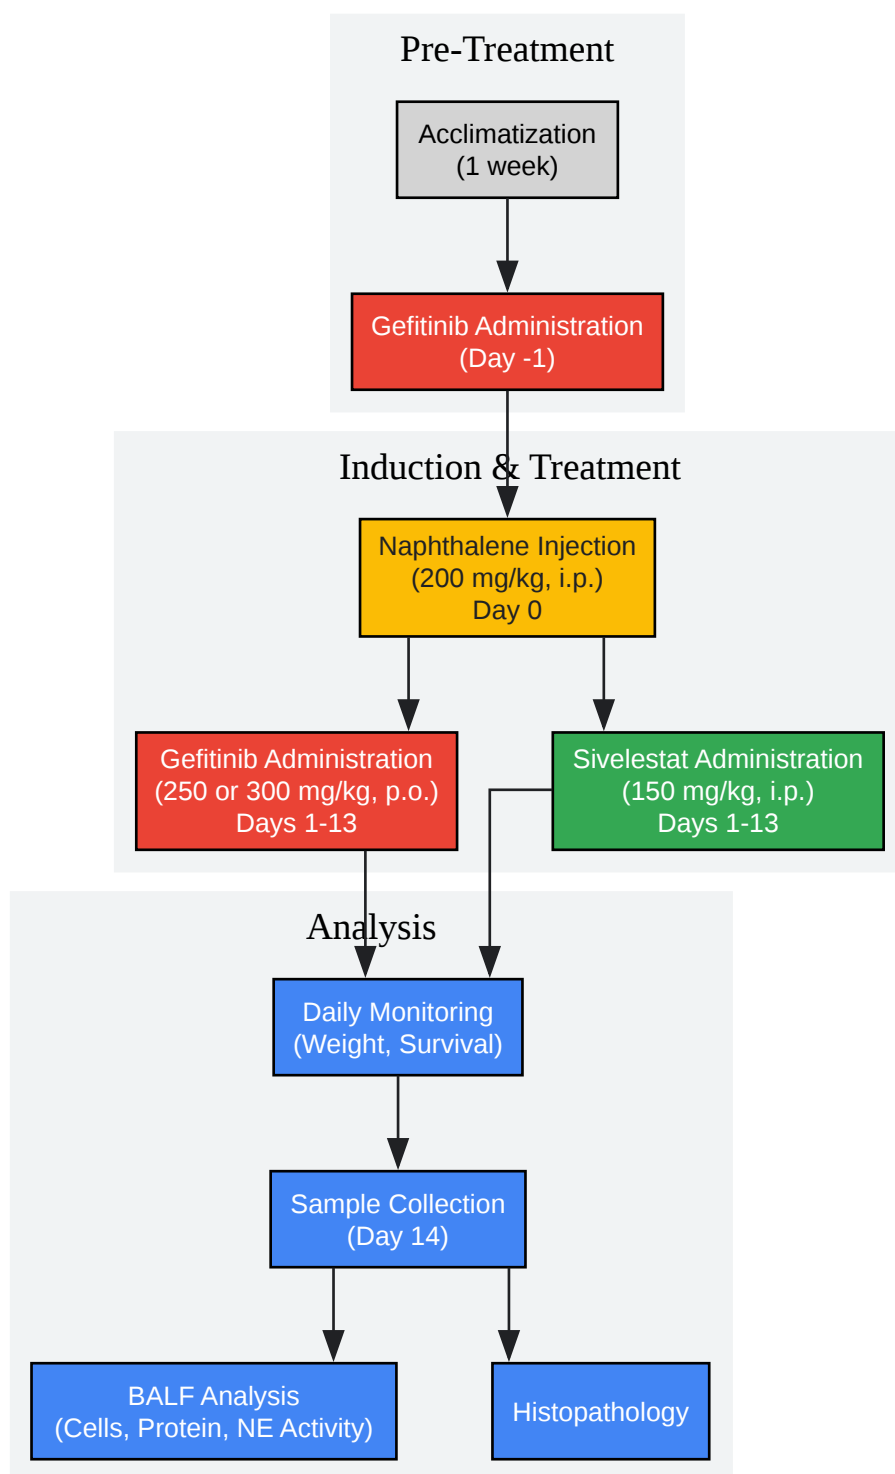 Pre-Treatment
Acclimatization
(1 week)
Gefitinib Administration
(Day -1)
Induction & Treatment
Naphthalene Injection
(200 mg/kg, i.p.)
Day 0
Gefitinib Administration
(250 or 300 mg/kg, p.o.)
Days 1-13
Sivelestat Administration
(150 mg/kg, i.p.)
Days 1-13
Analysis
Daily Monitoring
(Weight, Survival)
Sample Collection
(Day 14)
BALF Analysis
(Cells, Protein, NE Activity)
Histopathology